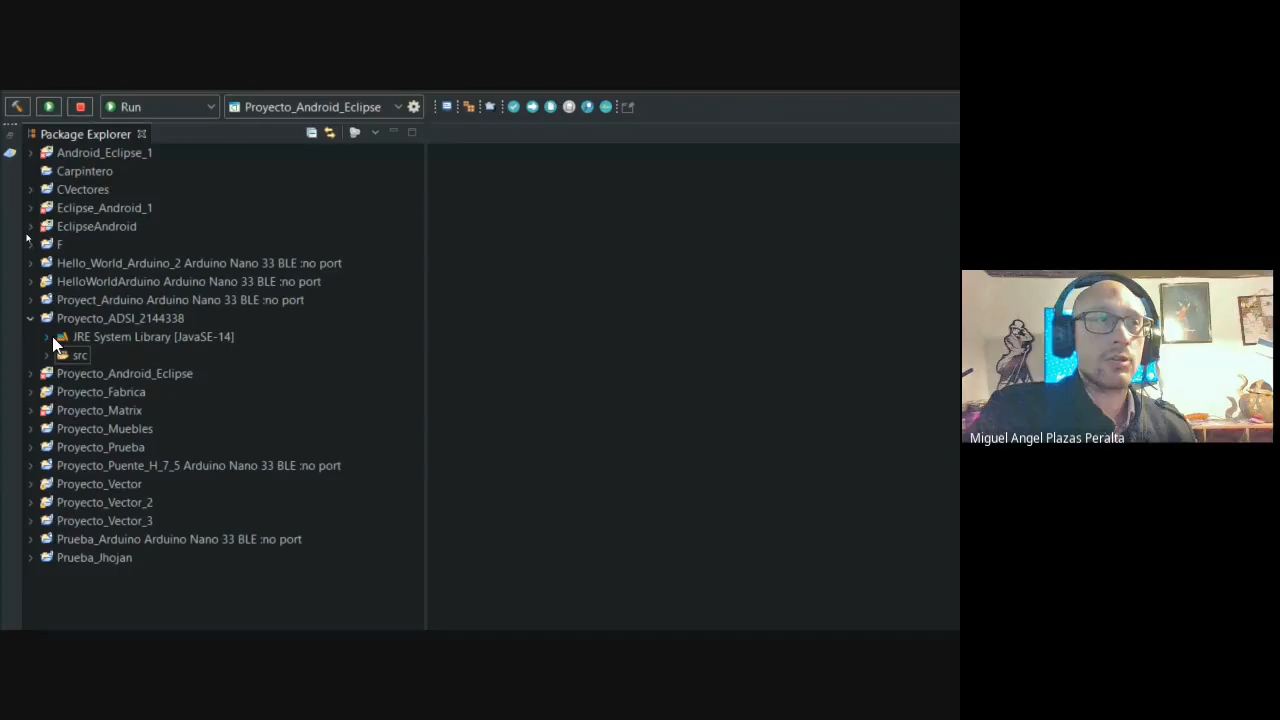 Run
Proyecto_Android_Eclipse
Package Explorer
Android_Eclipse_1
Carpintero
CVectores
Eclipse_Android_1
EclipseAndroid
F
Hello_World_Arduino_2 Arduino Nano 33 BLE :no port
HelloWorldArduino Arduino Nano 33 BLE :no port
Proyect_Arduino Arduino Nano 33 BLE :no port
Proyecto_ADSI_2144338
JRE System Library [JavaSE-14]
src
Proyecto_Android_Eclipse
Proyecto_Fabrica
Proyecto_Matrix
Proyecto_Muebles
Proyecto_Prueba
Proyecto_Puente_H_7_5 Arduino Nano 33 BLE :no port
Proyecto_Vector
Proyecto_Vector_2
Proyecto_Vector_3
Prueba_Arduino Arduino Nano 33 BLE :no port
Prueba_Jhojan
Miguel Angel Plazas Peralta